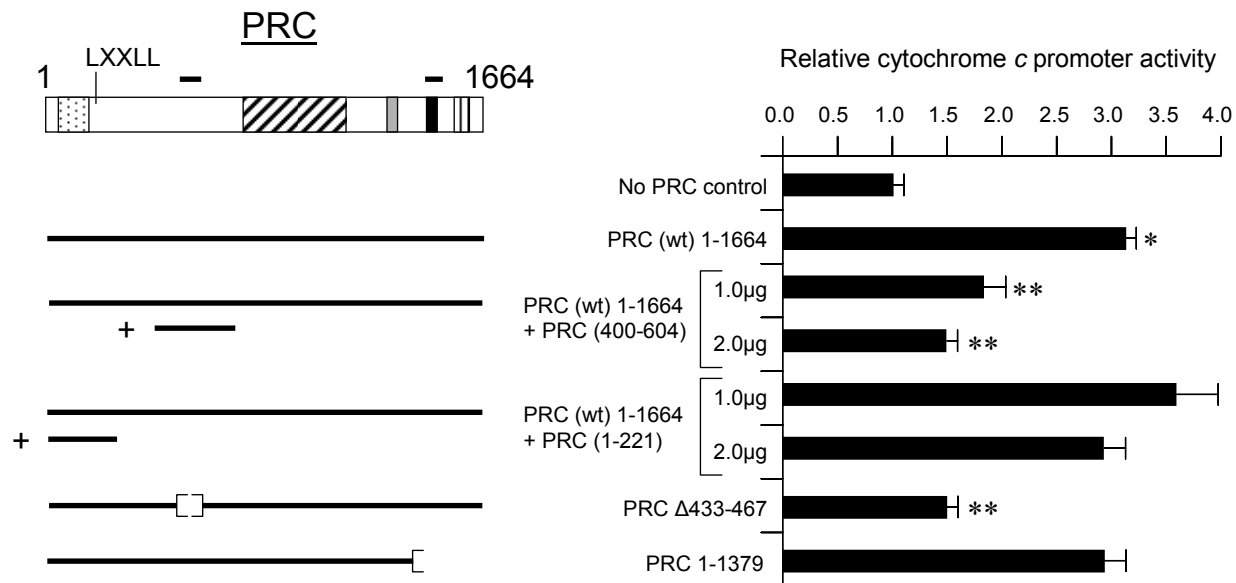 PRC
LXXLL
1 1664
Relative cytochrome c promoter activity
0.0 0.5 1.0 1.5 2.0 2.5 3.0 3.5 4.0
No PRC control
PRC (wt) 1-1664
*
PRC (wt) 1-1664
+ PRC (400-604)
1.0µg
**
2.0µg
**
+
PRC (wt) 1-1664
+ PRC (1-221)
1.0µg
2.0µg
+
PRC Δ433-467
**
PRC 1-1379